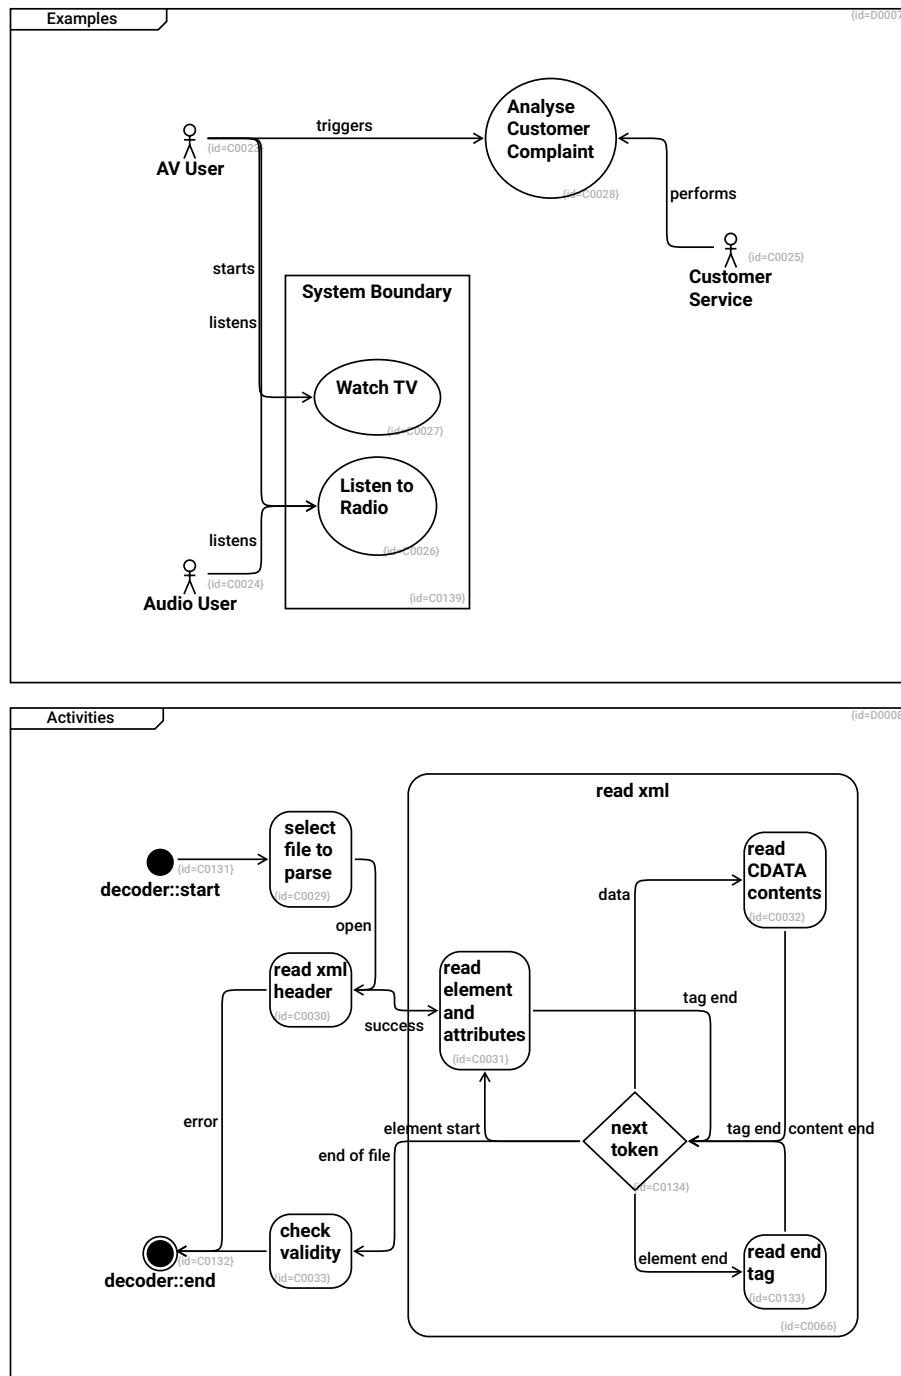 Examples
{id=D0007
triggers
Analyse
Customer
Complaint
{id=C0028}
{id=C0023}
AV User
performs
{id=C0025}
Customer
Service
starts
listens
System Boundary
Watch TV
{id=C0027}
Listen to
Radio
{id=C0026}
listens
{id=C0024}
Audio User
{id=C0139}
Activities
{id=D0008
read xml
select
file to
parse
{id=C0029}
{id=C0131}
decoder::start
read
CDATA
contents
{id=C0032}
data
open
read xml
header
{id=C0030}
success
read
element
and
attributes
{id=C0031}
tag end
error
element start
end of file
next
token
{id=C0134}
tag end
content end
check
validity
{id=C0033}
{id=C0132}
decoder::end
element end
read end
tag
{id=C0133}
{id=C0066}